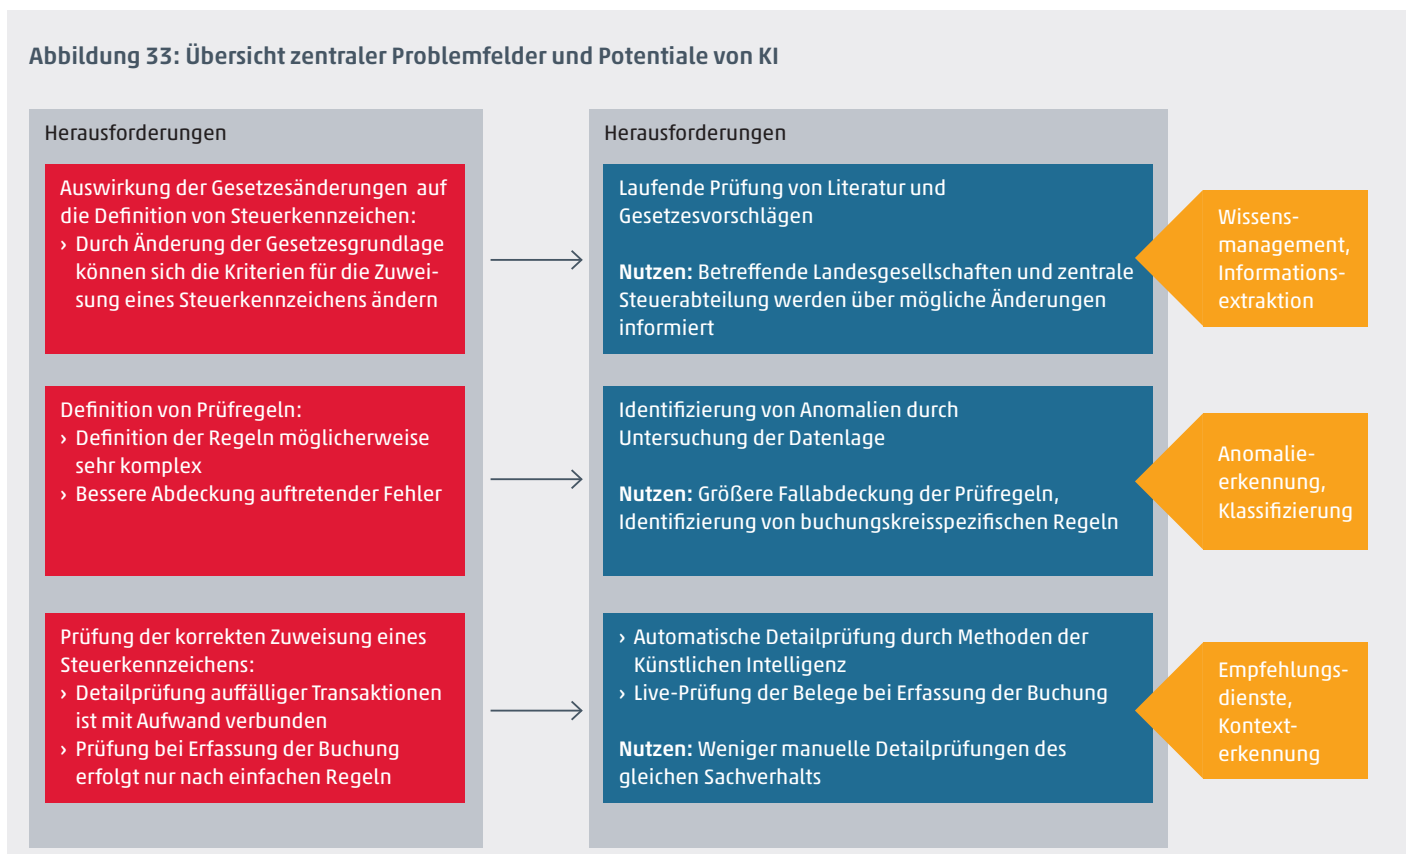 Abbildung 33: Übersicht zentraler Problemfelder und Potentiale von KI
Herausforderungen
Auswirkung der Gesetzesänderungen auf
die Definition von Steuerkennzeichen:
› Durch Änderung der Gesetzesgrundlage
können sich die Kriterien für die Zuwei-
sung eines Steuerkennzeichens ändern
Definition von Prüfregeln:
› Definition der Regeln möglicherweise
sehr komplex
› Bessere Abdeckung auftretender Fehler
Prüfung der korrekten Zuweisung eines
Steuerkennzeichens:
› Detailprüfung auffälliger Transaktionen
ist mit Aufwand verbunden
› Prüfung bei Erfassung der Buchung
erfolgt nur nach einfachen Regeln
Herausforderungen
Laufende Prüfung von Literatur und
Gesetzesvorschlägen
Nutzen: Betreffende Landesgesellschaften und zentrale
Steuerabteilung werden über mögliche Änderungen
informiert
Identifizierung von Anomalien durch
Untersuchung der Datenlage
Nutzen: Größere Fallabdeckung der Prüfregeln,
Identifizierung von buchungskreisspezifischen Regeln
› Automatische Detailprüfung durch Methoden der
Künstlichen Intelligenz
› Live-Prüfung der Belege bei Erfassung der Buchung
Nutzen: Weniger manuelle Detailprüfungen des
gleichen Sachverhalts
Wissens-
management,
Informations-
extraktion
Anomalie-
erkennung,
Klassifizierung
Empfehlungs-
dienste,
Kontext-
erkennung